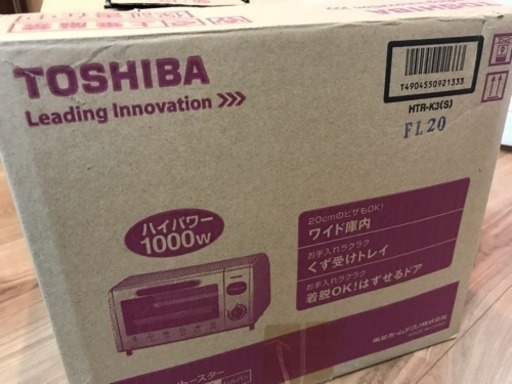 TOSHIBA
Leading Innovation >>>
T4904550921333
HTR-K3(S)
FL20
ハイパワー
1000W
20cmのピザもOK!
ワイド庫内
お手入れラクラク
くず受けトレイ
お手入れラクラク
着脱OK!はずせるドア
TOSHIBA